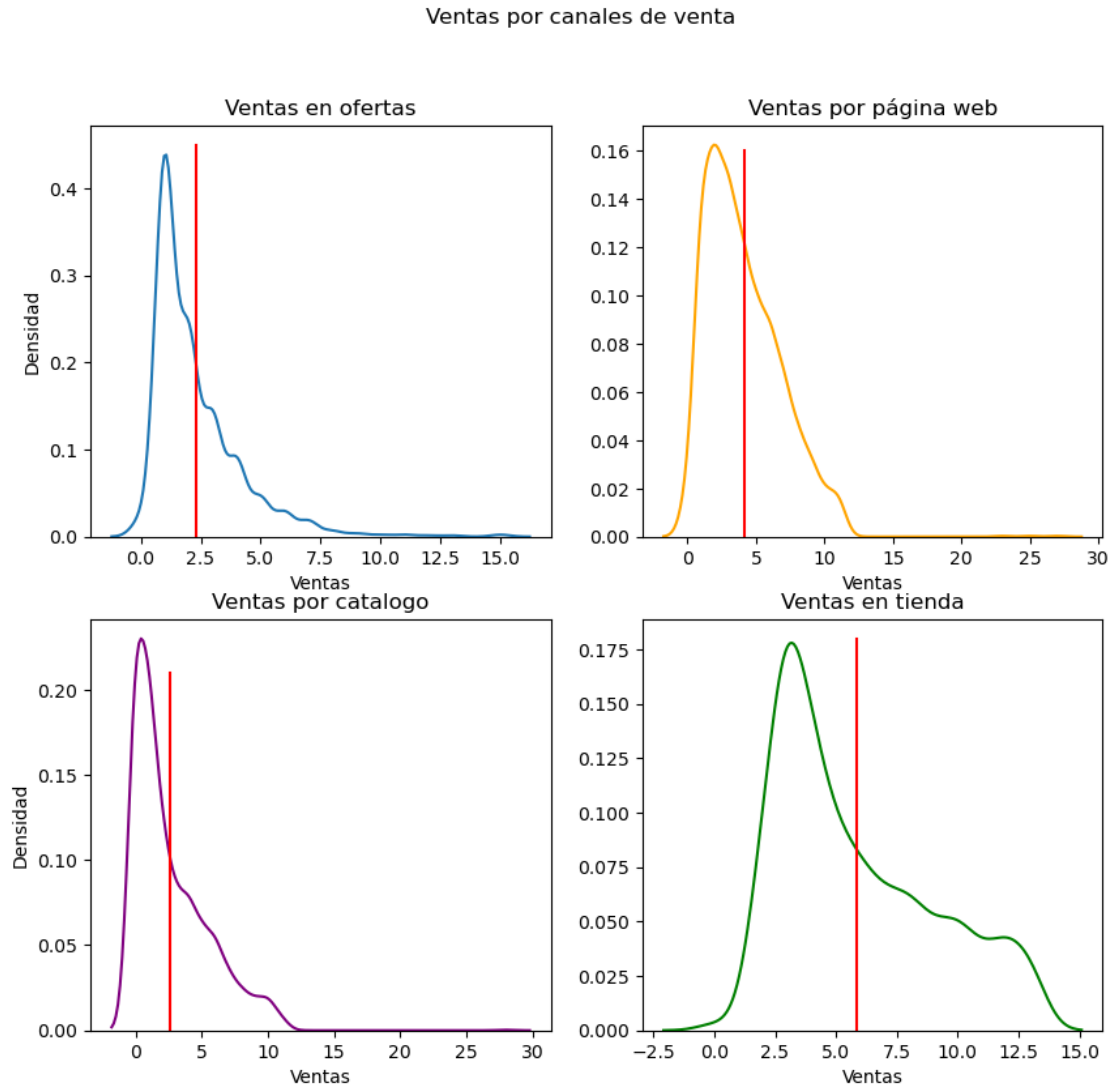 Ventas por canales de venta
Ventas en ofertas
Ventas por página web
0.4
0.3
0.2
0.1
0.0
Densidad
0.0 2.5 5.0 7.5 10.0 12.5 15.0
Ventas
0.16
0.14
0.12
0.10
0.08
0.06
0.04
0.02
0.00
0 5 10 15 20 25 30
Ventas
Ventas por catalogo
Ventas en tienda
0.20
0.15
0.10
0.05
0.00
Densidad
0 5 10 15 20 25 30
Ventas
0.175
0.150
0.125
0.100
0.075
0.050
0.025
0.000
−2.5 0.0 2.5 5.0 7.5 10.0 12.5 15.0
Ventas